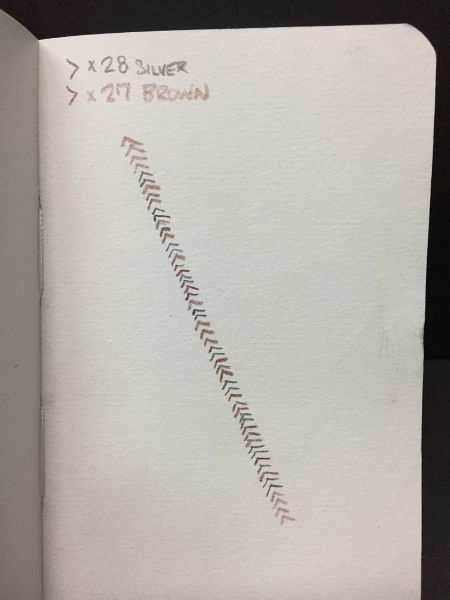 > x 28 SILVER
> x 27 BROWN